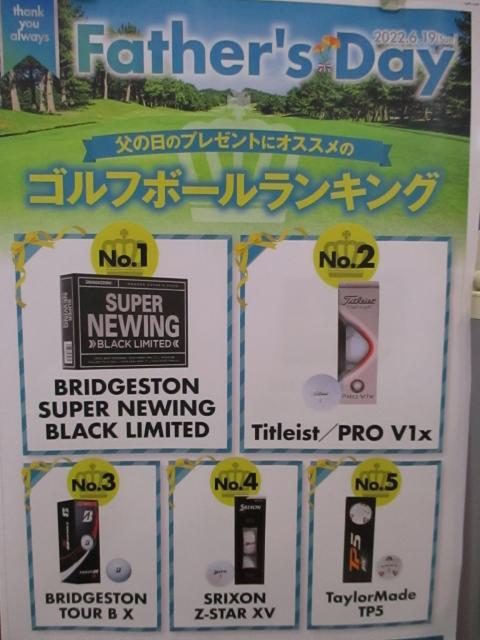 thank
you
always
Father's Day
2022.6.19
父の日のプレゼントにオススメの
ゴルフボールランキング
No.1
SUPER
NEWING
BLACK LIMITED
BRIDGESTON
SUPER NEWING
BLACK LIMITED
No.2
Titleist
PRO V1x
Titleist/PRO V1x
No.3
BRIDGESTON
TOUR B X
No.4
SRIXON
SRIXON
Z-STAR XV
No.5
TP5
TaylorMade
TP5